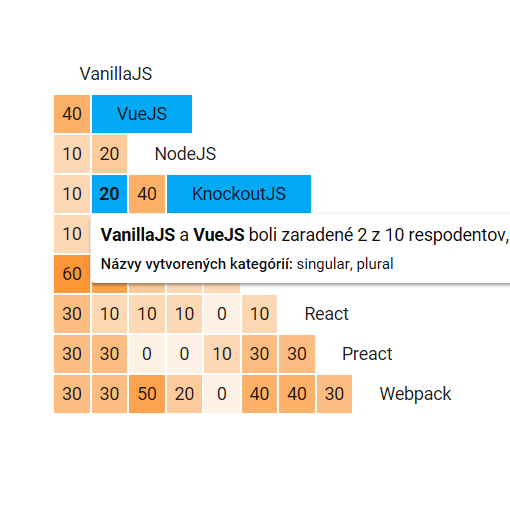 VanillaJS
40 VueJS
10 20 NodeJS
10 20 40 KnockoutJS
10
VanillaJS a VueJS boli zaradené 2 z 10 respodentov,
Názvy vytvorených kategórií: singular, plural
60
30 10 10 10 0 10 React
30 30 0 0 10 30 30 Preact
30 30 50 20 0 40 40 30 Webpack